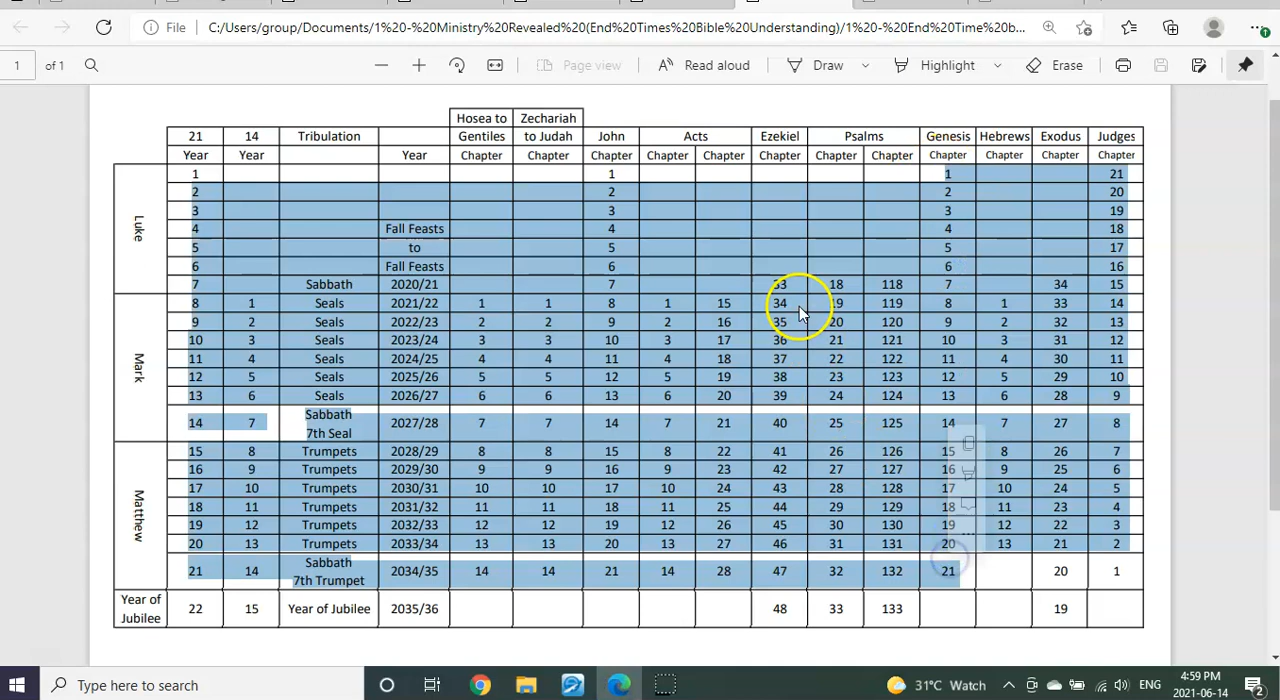 File C:/Users/group/Documents/1%20-%20Ministry%20Revealed%20(End%20Times%20Bible%20Understanding)/1%20-%20End%20Time%20b...
1 of 1 Page view Read aloud Draw Highlight Erase
Hosea to Zechariah
21 14 Tribulation Gentiles to Judah John Acts Ezekiel Psalms Genesis Hebrews Exodus Judges
Year Year Year Chapter Chapter Chapter Chapter Chapter Chapter Chapter Chapter Chapter Chapter Chapter Chapter
Luke
1 1 1 21
2 2 2 20
3 3 3 19
4 Fall Feasts 4 4 18
5 to 5 5 17
6 Fall Feasts 6 6 16
7 Sabbath 2020/21 7 33 18 118 7 34 15
Mark
8 1 Seals 2021/22 1 1 8 1 15 34 19 119 8 1 33 14
9 2 Seals 2022/23 2 2 9 2 16 35 20 120 9 2 32 13
10 3 Seals 2023/24 3 3 10 3 17 36 21 121 10 3 31 12
11 4 Seals 2024/25 4 4 11 4 18 37 22 122 11 4 30 11
12 5 Seals 2025/26 5 5 12 5 19 38 23 123 12 5 29 10
13 6 Seals 2026/27 6 6 13 6 20 39 24 124 13 6 28 9
Sabbath
14 7 2027/28 7 7 14 7 21 40 25 125 14 7 27 8
7th Seal
Matthew
15 8 Trumpets 2028/29 8 8 15 8 22 41 26 126 15 8 26 7
16 9 Trumpets 2029/30 9 9 16 9 23 42 27 127 16 9 25 6
17 10 Trumpets 2030/31 10 10 17 10 24 43 28 128 17 10 24 5
18 11 Trumpets 2031/32 11 11 18 11 25 44 29 129 18 11 23 4
19 12 Trumpets 2032/33 12 12 19 12 26 45 30 130 19 12 22 3
20 13 Trumpets 2033/34 13 13 20 13 27 46 31 131 20 13 21 2
Sabbath
21 14 2034/35 14 14 21 14 28 47 32 132 21 20 1
7th Trumpet
Year of
Jubilee
22 15 Year of Jubilee 2035/36 48 33 133 19
Type here to search
31°C Watch ENG
4:59 PM
2021-06-14
2